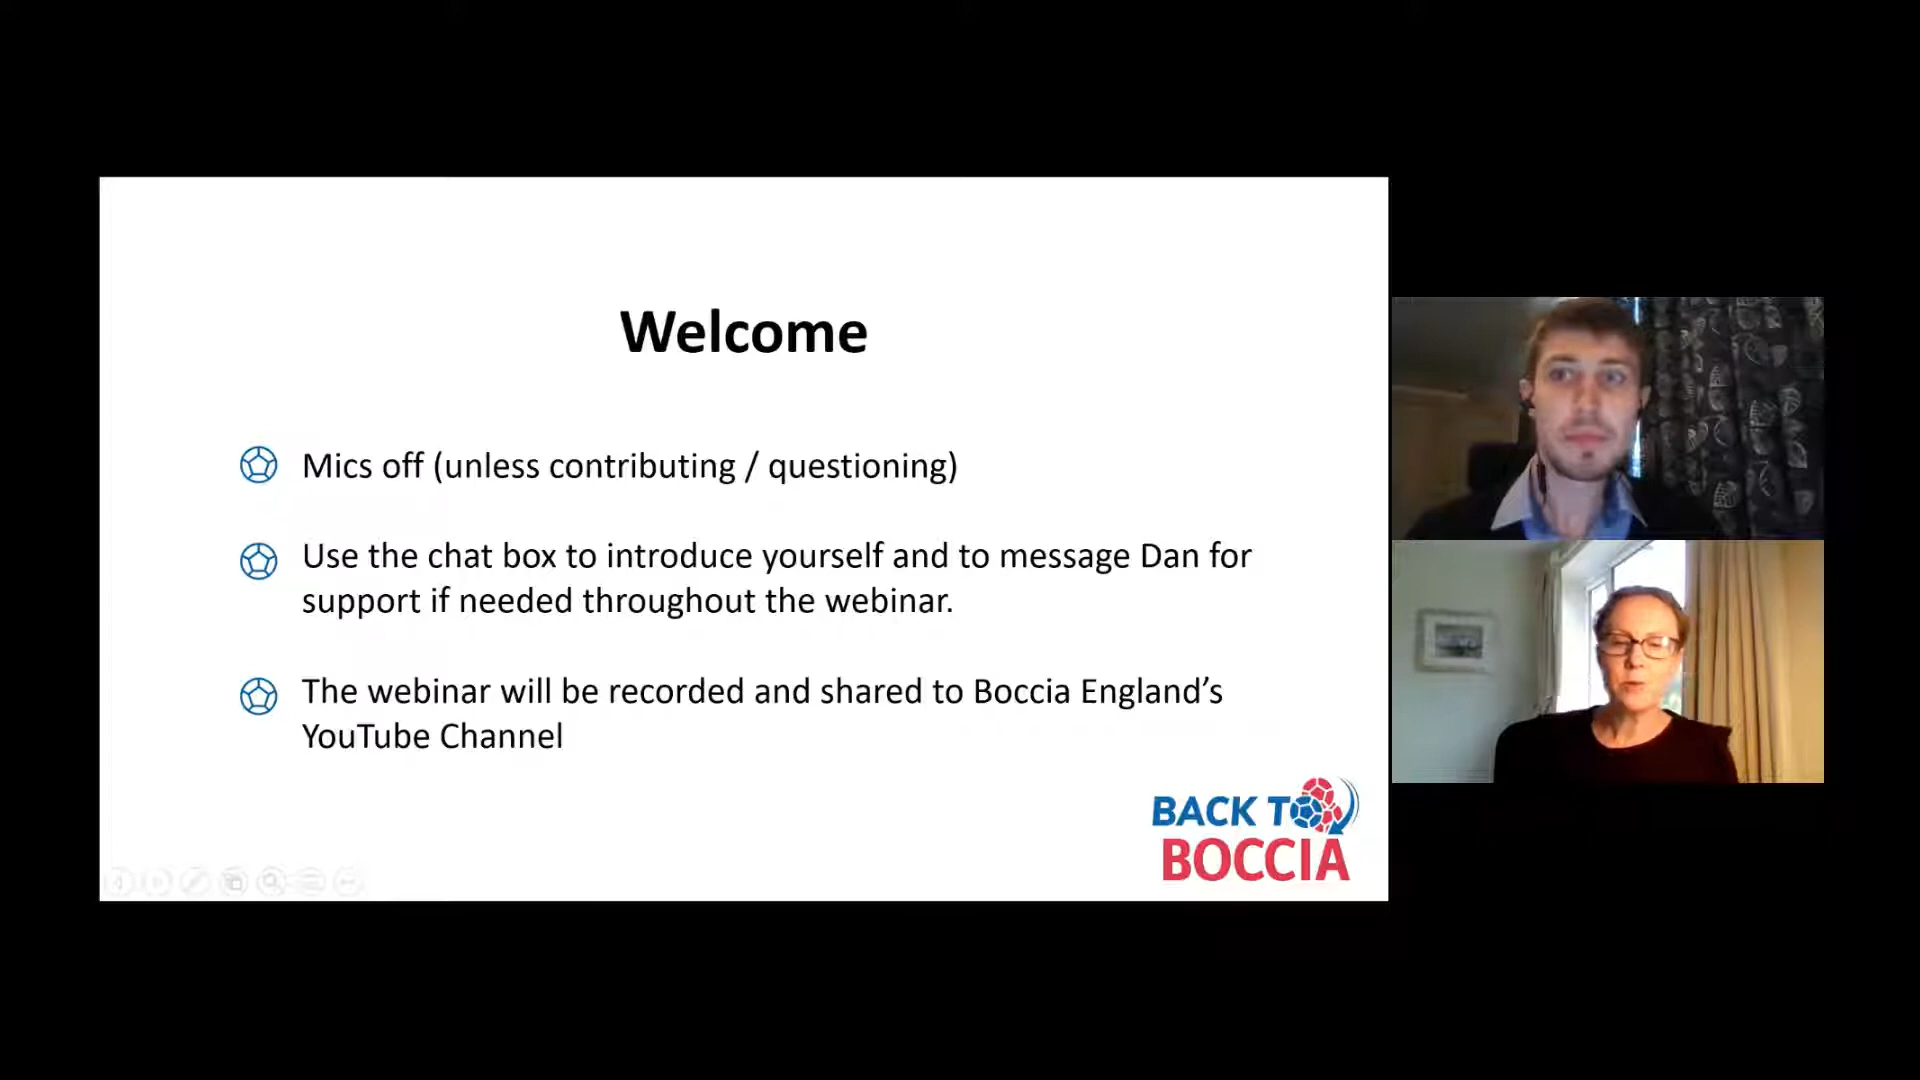 Welcome
Mics off (unless contributing / questioning)
Use the chat box to introduce yourself and to message Dan for
support if needed throughout the webinar.
The webinar will be recorded and shared to Boccia England’s
YouTube Channel
BACK TO
BOCCIA